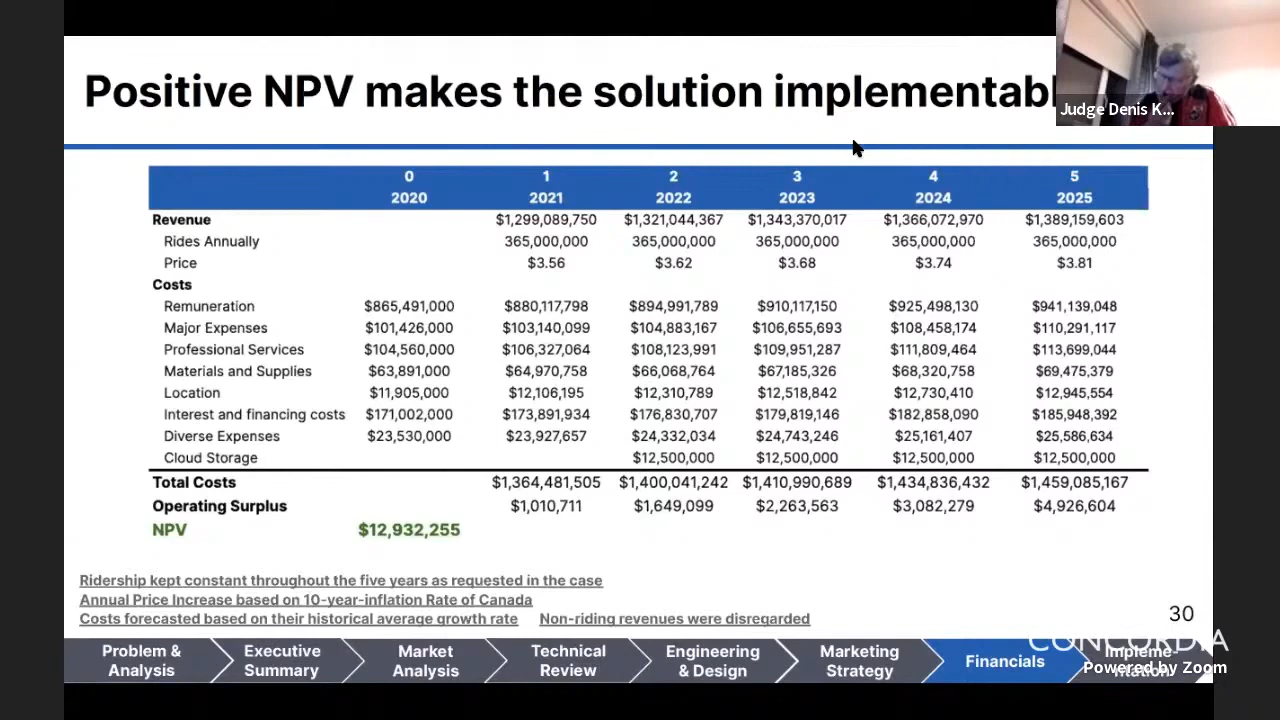 Positive NPV makes the solution implementab
Judge Denis K...
0 1 2 3 4 5
2020 2021 2022 2023 2024 2025
Revenue $1,299,089,750 $1,321,044,367 $1,343,370,017 $1,366,072,970 $1,389,159,603
Rides Annually 365,000,000 365,000,000 365,000,000 365,000,000 365,000,000
Price $3.56 $3.62 $3.68 $3.74 $3.81
Costs
Remuneration $865,491,000 $880,117,798 $894,991,789 $910,117,150 $925,498,130 $941,139,048
Major Expenses $101,426,000 $103,140,099 $104,883,167 $106,655,693 $108,458,174 $110,291,117
Professional Services $104,560,000 $106,327,064 $108,123,991 $109,951,287 $111,809,464 $113,699,044
Materials and Supplies $63,891,000 $64,970,758 $66,068,764 $67,185,326 $68,320,758 $69,475,379
Location $11,905,000 $12,106,195 $12,310,789 $12,518,842 $12,730,410 $12,945,554
Interest and financing costs $171,002,000 $173,891,934 $176,830,707 $179,819,146 $182,858,090 $185,948,392
Diverse Expenses $23,530,000 $23,927,657 $24,332,034 $24,743,246 $25,161,407 $25,586,634
Cloud Storage $12,500,000 $12,500,000 $12,500,000 $12,500,000
Total Costs $1,364,481,505 $1,400,041,242 $1,410,990,689 $1,434,836,432 $1,459,085,167
Operating Surplus $1,010,711 $1,649,099 $2,263,563 $3,082,279 $4,926,604
NPV $12,932,255
Ridership kept constant throughout the five years as requested in the case
Annual Price Increase based on 10-year-inflation Rate of Canada
Costs forecasted based on their historical average growth rate Non-riding revenues were disregarded
30
CONCORDIA
Problem & Analysis
Executive Summary
Market Analysis
Technical Review
Engineering & Design
Marketing Strategy
Financials
Impleme-
Powered by Zoom